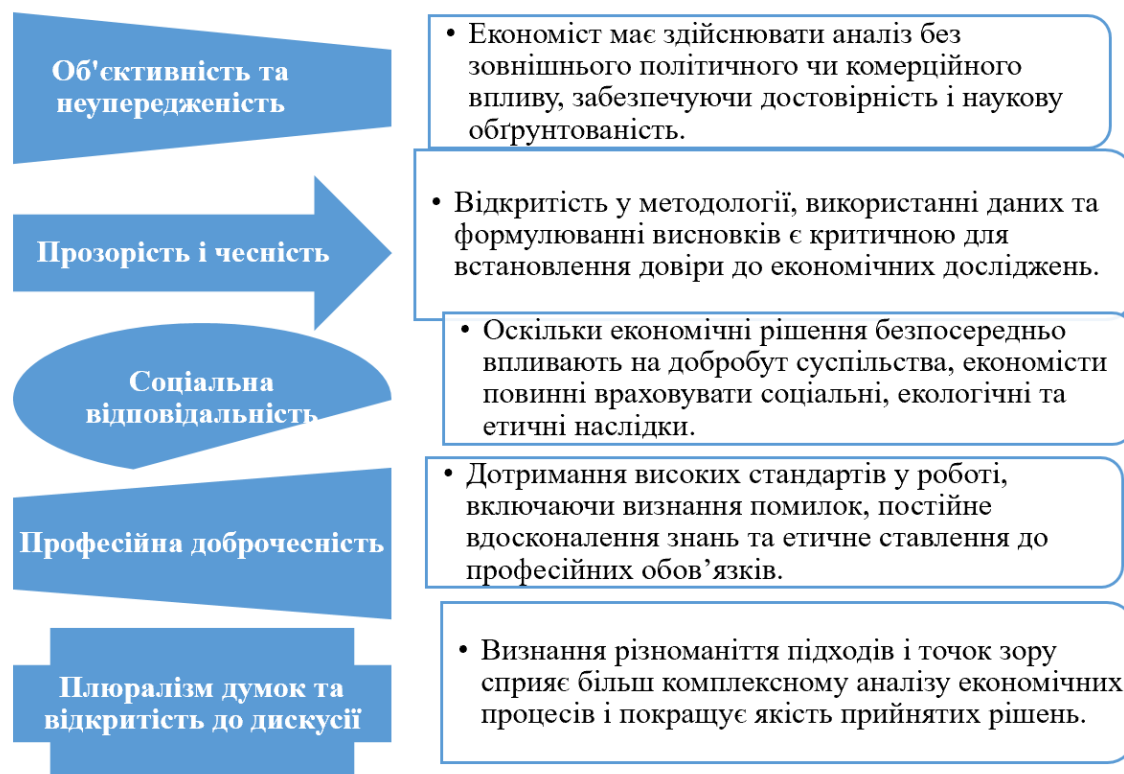 Об'єктивність та
неупередженість
• Економіст має здійснювати аналіз без
зовнішнього політичного чи комерційного
впливу, забезпечуючи достовірність і наукову
обґрунтованість.
Прозорість і чесність
• Відкритість у методології, використанні даних та
формулюванні висновків є критичною для
встановлення довіри до економічних досліджень.
Соціальна
відповідальність
• Оскільки економічні рішення безпосередньо
впливають на добробут суспільства, економісти
повинні враховувати соціальні, екологічні та
етичні наслідки.
Професійна доброчесність
• Дотримання високих стандартів у роботі,
включаючи визнання помилок, постійне
вдосконалення знань та етичне ставлення до
професійних обов’язків.
Плюралізм думок та
відкритість до дискусії
• Визнання різноманіття підходів і точок зору
сприяє більш комплексному аналізу економічних
процесів і покращує якість прийнятих рішень.